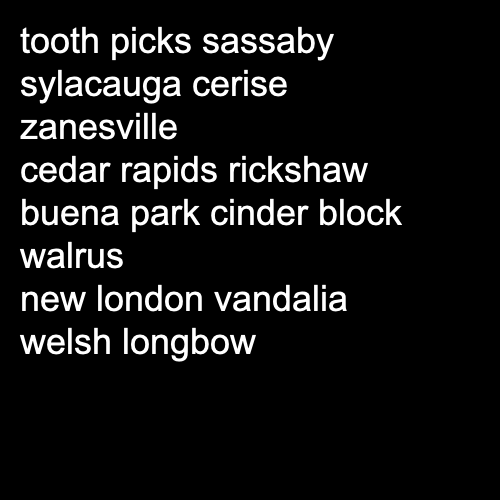 tooth picks sassaby
sylacauga cerise
zanesville
cedar rapids rickshaw
buena park cinder block
walrus
new london vandalia
welsh longbow